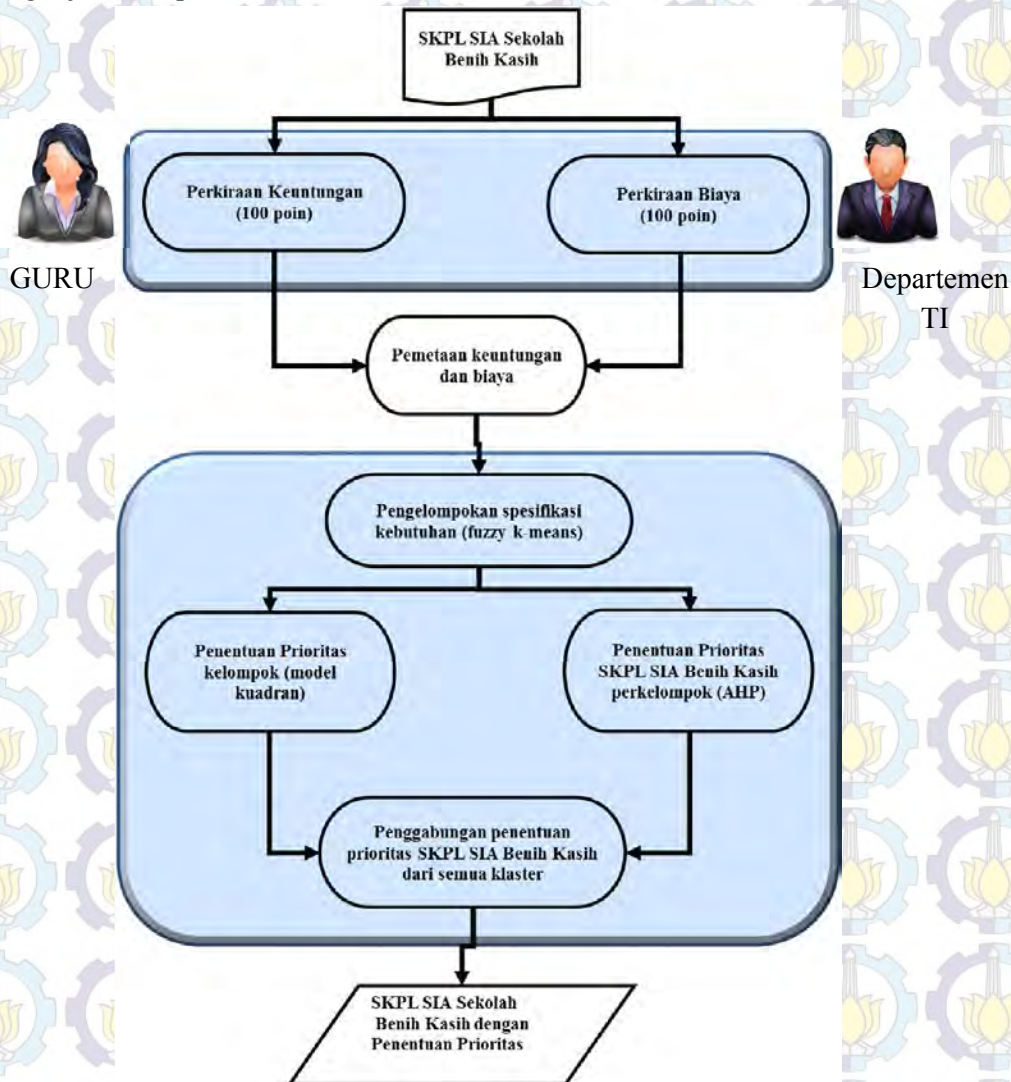 SKPL SIA Sekolah
Benih Kasih
Perkiraan Keuntungan
(100 poin)
Perkiraan Biaya
(100 poin)
GURU
Departemen
TI
Pemetaan keuntungan
dan biaya
Pengelompokan spesifikasi
kebutuhan (fuzzy k-means)
Penentuan Prioritas
kelompok (model
kuadran)
Penentuan Prioritas
SKPL SIA Benih Kasih
perkelompok (AHP)
Penggabungan penentuan
prioritas SKPL SIA Benih Kasih
dari semua klaster
SKPL SIA Sekolah
Benih Kasih dengan
Penentuan Prioritas